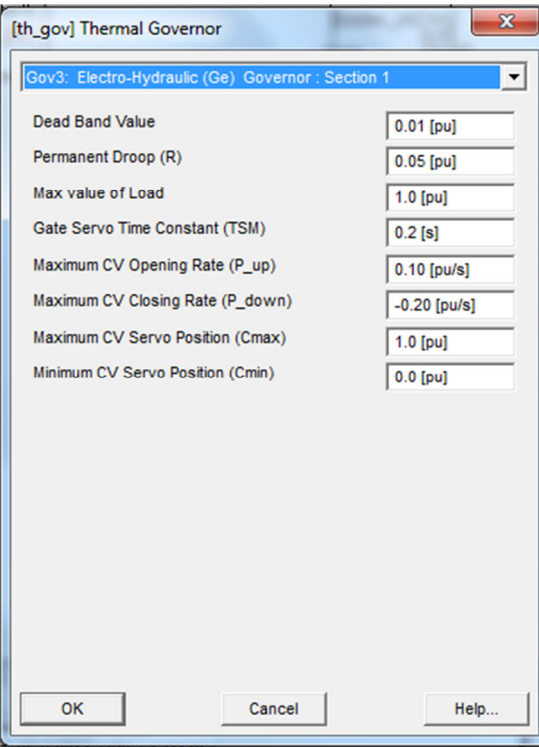 [th_gov] Thermal Governor
Gov3: Electro-Hydraulic (Ge) Governor : Section 1
Dead Band Value 0.01 [pu]
Permanent Droop (R) 0.05 [pu]
Max value of Load 1.0 [pu]
Gate Servo Time Constant (TSM) 0.2 [s]
Maximum CV Opening Rate (P_up) 0.10 [pu/s]
Maximum CV Closing Rate (P_down) -0.20 [pu/s]
Maximum CV Servo Position (Cmax) 1.0 [pu]
Minimum CV Servo Position (Cmin) 0.0 [pu]
OK Cancel Help...